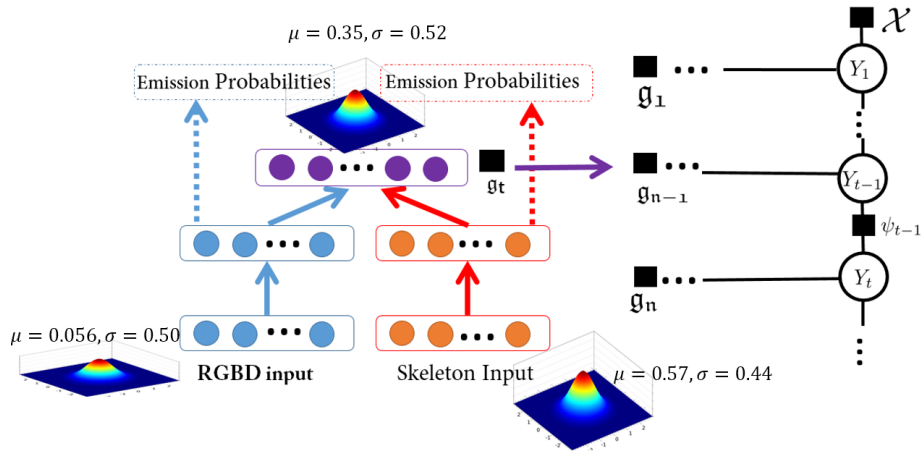 μ = 0.35, σ = 0.52
Emission Probabilities
Emission Probabilities
𝔤t
μ = 0.056, σ = 0.50
RGBD input
Skeleton Input
μ = 0.57, σ = 0.44
𝒳
𝔤1
Y1
𝔤n−1
Yt−1
ψt−1
𝔤n
Yt